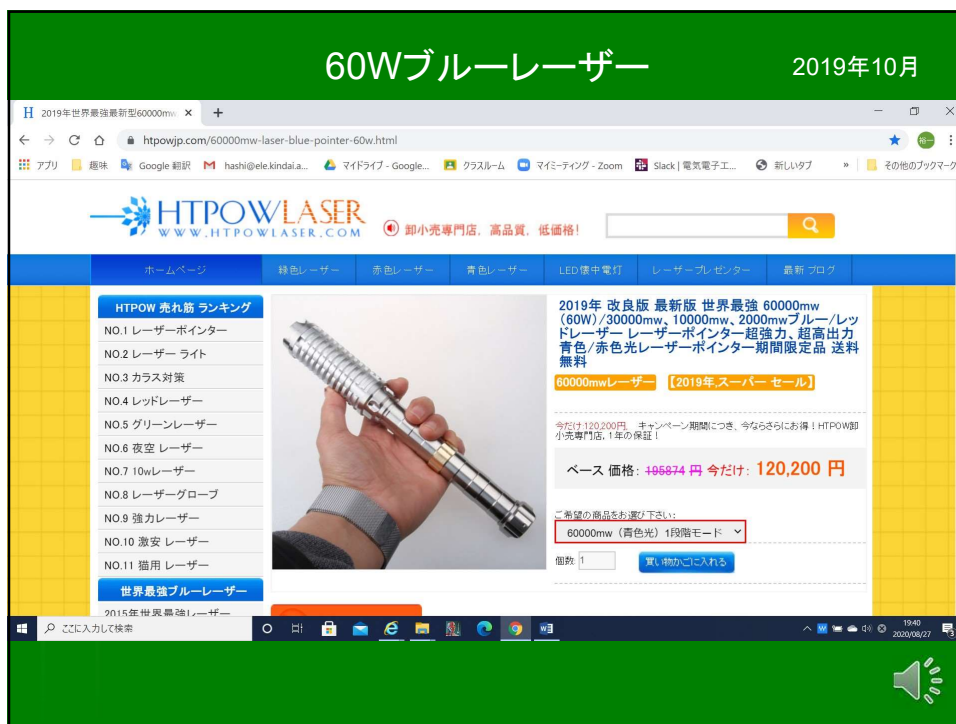 60Wブルーレーザー
2019年10月
2019年世界最強最新型60000mw
htpowjp.com/60000mw-laser-blue-pointer-60w.html
アプリ 趣味 Google 翻訳 hashi@ele.kindai.a... マイドライブ - Google... クラスルーム マイミーティング - Zoom Slack | 電気電子工... 新しいタブ » その他のブックマーク
HTPOWLASER
WWW.HTPOWLASER.COM
卸小売専門店、高品質、低価格!
ホームページ 緑色レーザー 赤色レーザー 青色レーザー LED懐中電灯 レーザープレゼンター 最新 ブログ
HTPOW 売れ筋 ランキング
NO.1 レーザーポインター
NO.2 レーザー ライト
NO.3 カラス対策
NO.4 レッドレーザー
NO.5 グリーンレーザー
NO.6 夜空 レーザー
NO.7 10wレーザー
NO.8 レーザーグローブ
NO.9 強力レーザー
NO.10 激安 レーザー
NO.11 猫用 レーザー
世界最強ブルーレーザー
2015年世界最強レーザー
2019年 改良版 最新版 世界最強 60000mw
(60W)/30000mw、10000mw、2000mwブルー/レッ
ドレーザー レーザーポインター超強力、超高出力
青色/赤色光レーザーポインター期間限定品 送料
無料
60000mwレーザー 【2019年,スーパー セール】
今だけ:120,200円、 キャンペーン期間につき、今ならさらにお得!HTPOW卸
小売専門店、1年の保証!
ベース 価格: 195874 円 今だけ: 120,200 円
ご希望の商品をお選び下さい:
60000mw(青色光)1段階モード
個数: 1 買い物かごに入れる
ここに入力して検索
19:40
2020/08/27
3